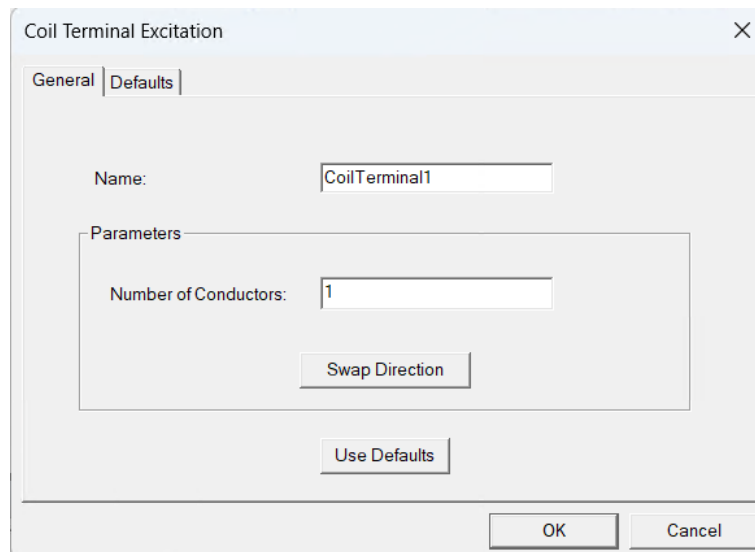 Coil Terminal Excitation
General
Defaults
Name:
CoilTerminal1
Parameters
Number of Conductors:
1
Swap Direction
Use Defaults
OK
Cancel